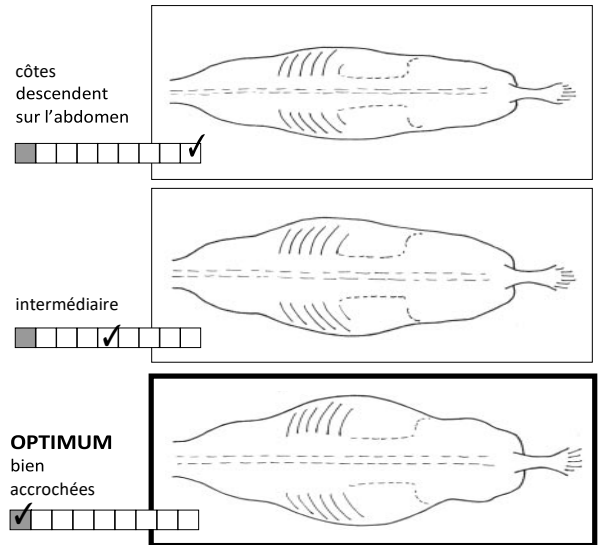 côtes
descendent
sur l'abdomen
intermédiaire
OPTIMUM
bien
accrochées